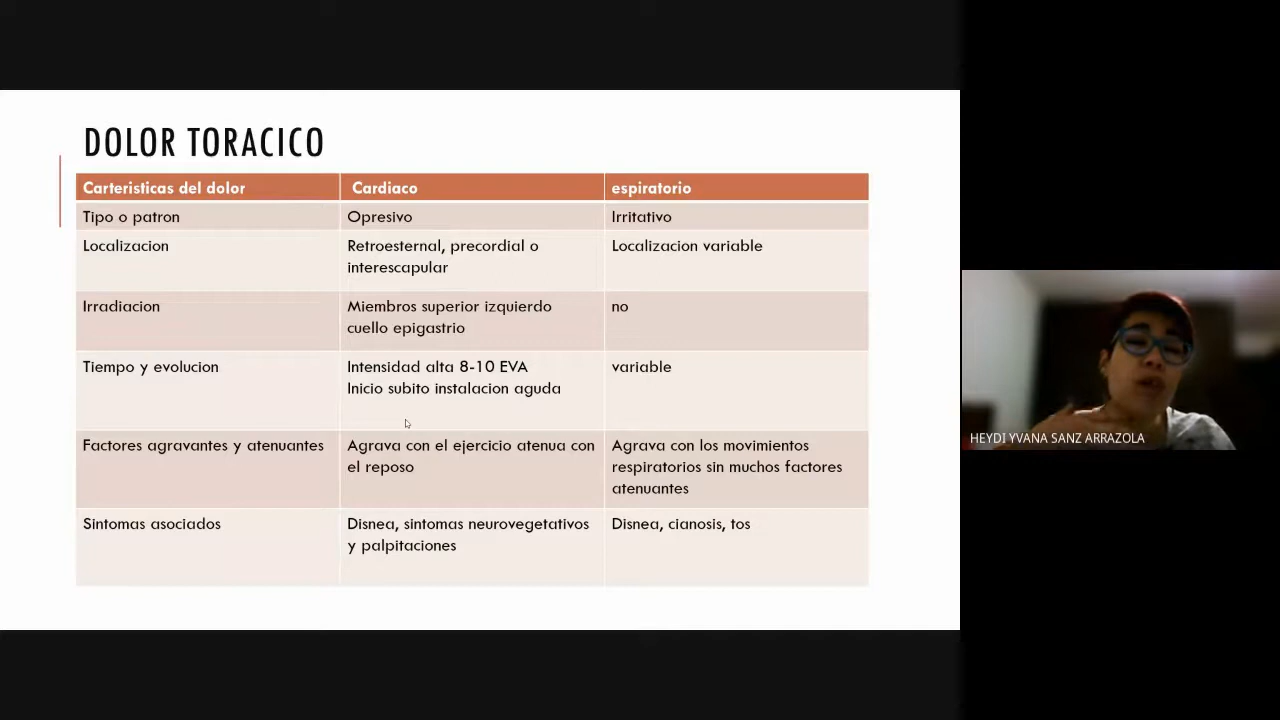 DOLOR TORACICO
Carteristicas del dolor
Cardiaco
espiratorio
Tipo o patron
Opresivo
Irritativo
Localizacion
Retroesternal, precordial o
interescapular
Localizacion variable
Irradiacion
Miembros superior izquierdo
cuello epigastrio
no
Tiempo y evolucion
Intensidad alta 8-10 EVA
Inicio subito instalacion aguda
variable
Factores agravantes y atenuantes
Agrava con el ejercicio atenua con
el reposo
Agrava con los movimientos
respiratorios sin muchos factores
atenuantes
Sintomas asociados
Disnea, sintomas neurovegetativos
y palpitaciones
Disnea, cianosis, tos
HEYDI YVANA SANZ ARRAZOLA